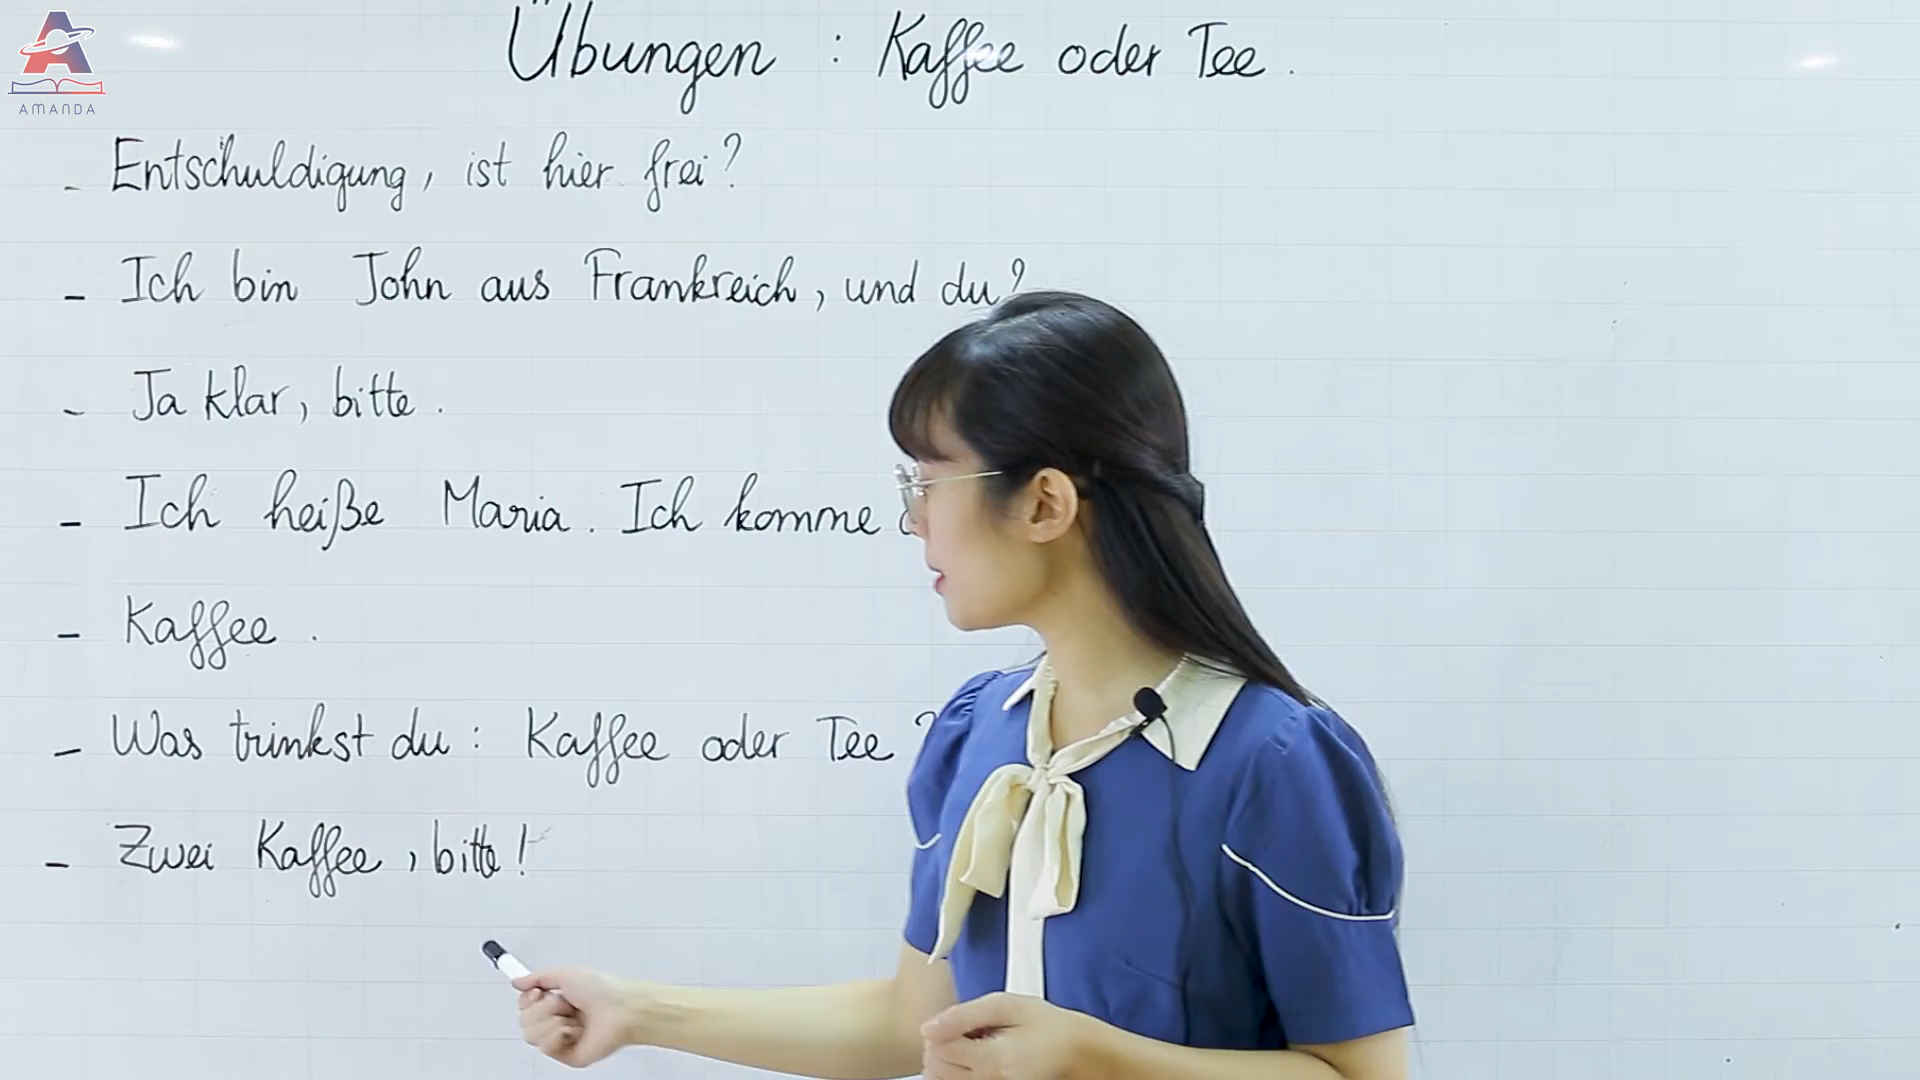 AMANDA
Übungen : Kaffee oder Tee .
- Entschuldigung, ist hier frei ?
- Ich bin John aus Frankreich, und du ?
- Ja klar, bitte .
- Ich heiße Maria . Ich komme
- Kaffee .
- Was trinkst du : Kaffee oder Tee ?
- Zwei Kaffee , bitte !